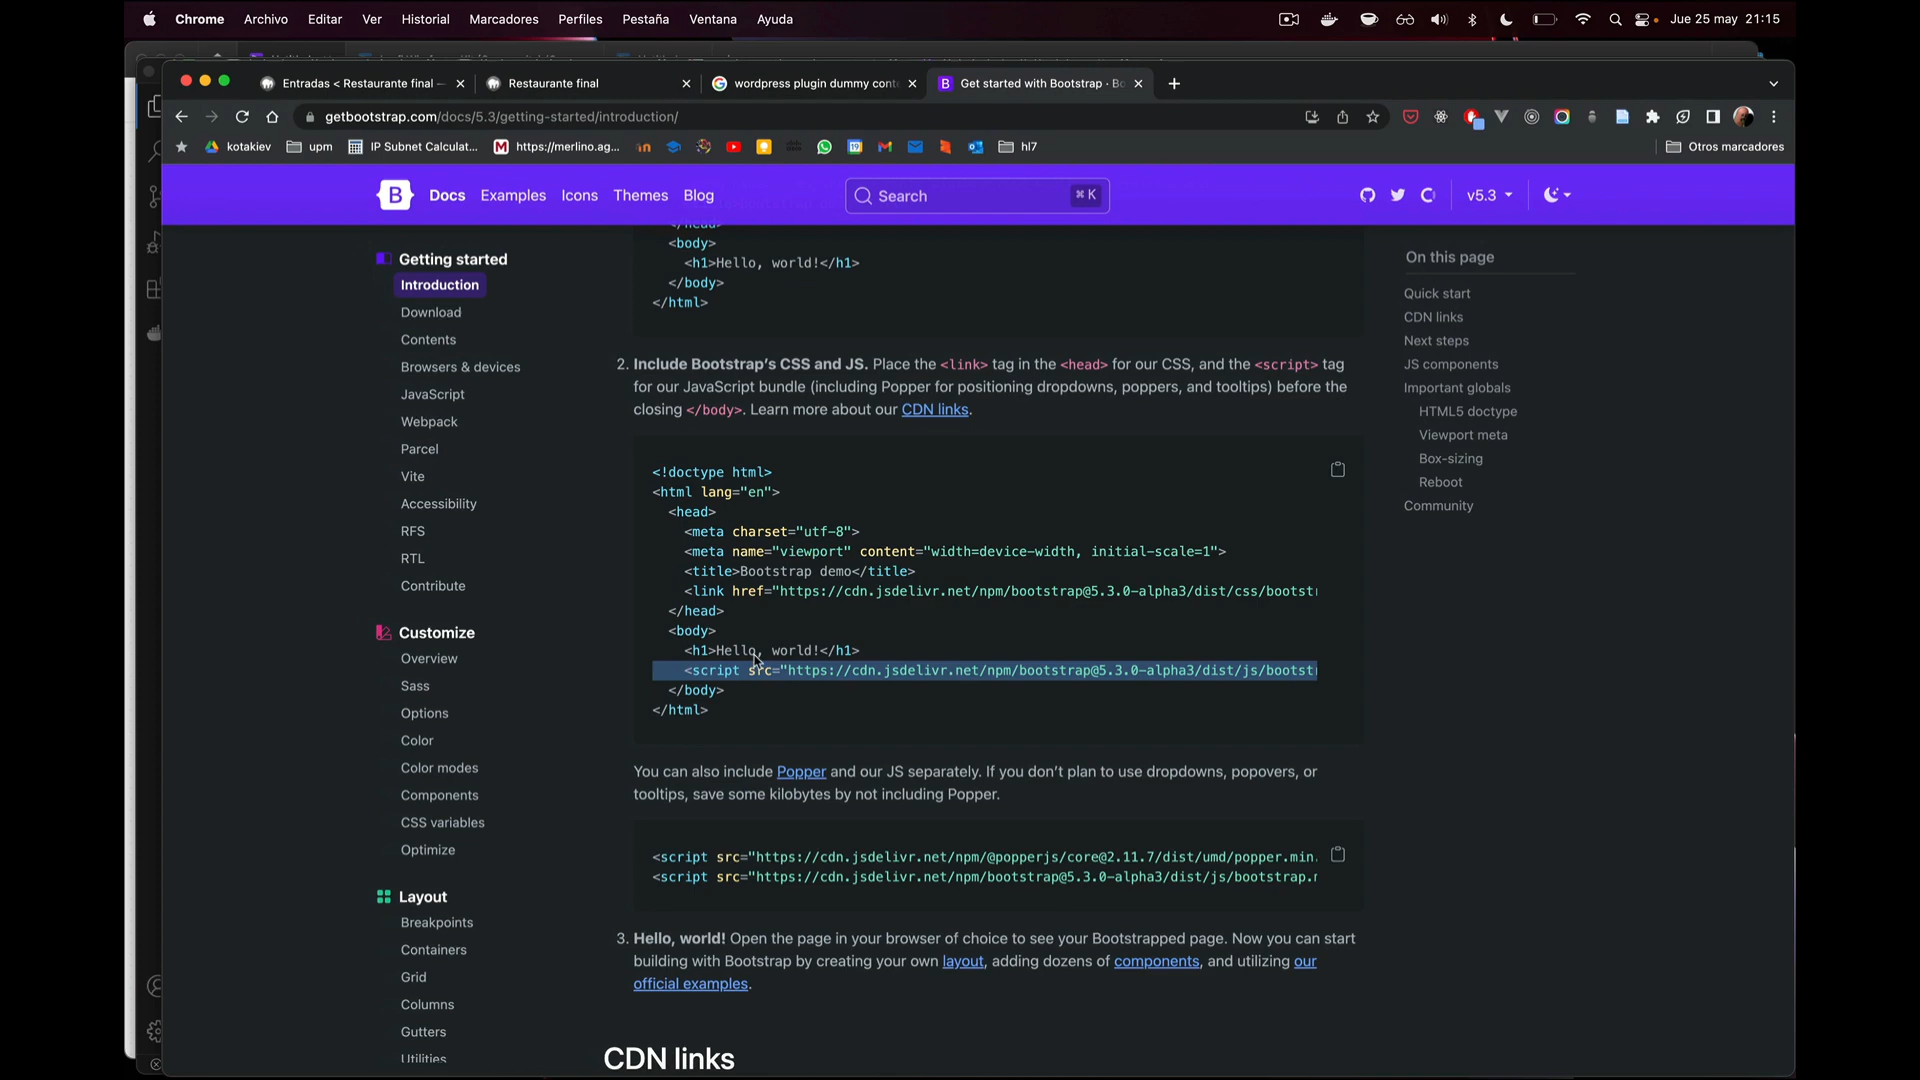 Chrome Archivo Editar Ver Historial Marcadores Perfiles Pestaña Ventana Ayuda Jue 25 may 21:15
Entradas < Restaurante final — Restaurante final wordpress plugin dummy conte Get started with Bootstrap · Bo
getbootstrap.com/docs/5.3/getting-started/introduction/
kotakiev upm IP Subnet Calculat... https://merlino.ag... hl7 Otros marcadores
Docs Examples Icons Themes Blog Search ⌘ K v5.3
</head>
<body>
<h1>Hello, world!</h1>
</body>
</html>
Getting started
Introduction
Download
Contents
Browsers & devices
JavaScript
Webpack
Parcel
Vite
Accessibility
RFS
RTL
Contribute
Customize
Overview
Sass
Options
Color
Color modes
Components
CSS variables
Optimize
Layout
Breakpoints
Containers
Grid
Columns
Gutters
Utilities
2. Include Bootstrap’s CSS and JS. Place the <link> tag in the <head> for our CSS, and the <script> tag
for our JavaScript bundle (including Popper for positioning dropdowns, poppers, and tooltips) before the
closing </body>. Learn more about our CDN links.
<!doctype html>
<html lang="en">
<head>
<meta charset="utf-8">
<meta name="viewport" content="width=device-width, initial-scale=1">
<title>Bootstrap demo</title>
<link href="https://cdn.jsdelivr.net/npm/bootstrap@5.3.0-alpha3/dist/css/bootst
</head>
<body>
<h1>Hello, world!</h1>
<script src="https://cdn.jsdelivr.net/npm/bootstrap@5.3.0-alpha3/dist/js/bootst
</body>
</html>
You can also include Popper and our JS separately. If you don’t plan to use dropdowns, popovers, or
tooltips, save some kilobytes by not including Popper.
<script src="https://cdn.jsdelivr.net/npm/@popperjs/core@2.11.7/dist/umd/popper.min.
<script src="https://cdn.jsdelivr.net/npm/bootstrap@5.3.0-alpha3/dist/js/bootstrap.
3. Hello, world! Open the page in your browser of choice to see your Bootstrapped page. Now you can start
building with Bootstrap by creating your own layout, adding dozens of components, and utilizing our
official examples.
CDN links
On this page
Quick start
CDN links
Next steps
JS components
Important globals
HTML5 doctype
Viewport meta
Box-sizing
Reboot
Community